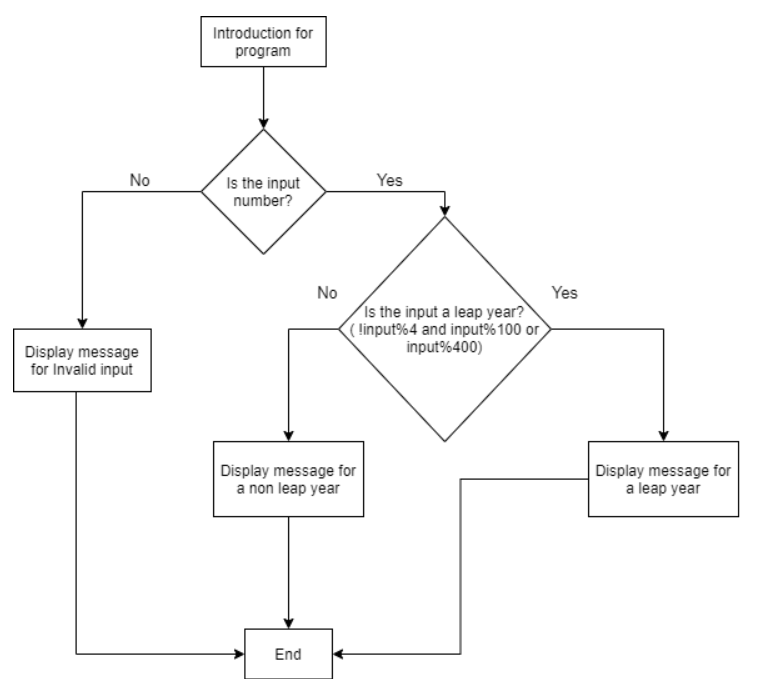 Introduction for
program
No
Is the input
number?
Yes
No
Is the input a leap year?
( !input%4 and input%100 or
input%400)
Yes
Display message
for Invalid input
Display message for
a non leap year
Display message for
a leap year
End